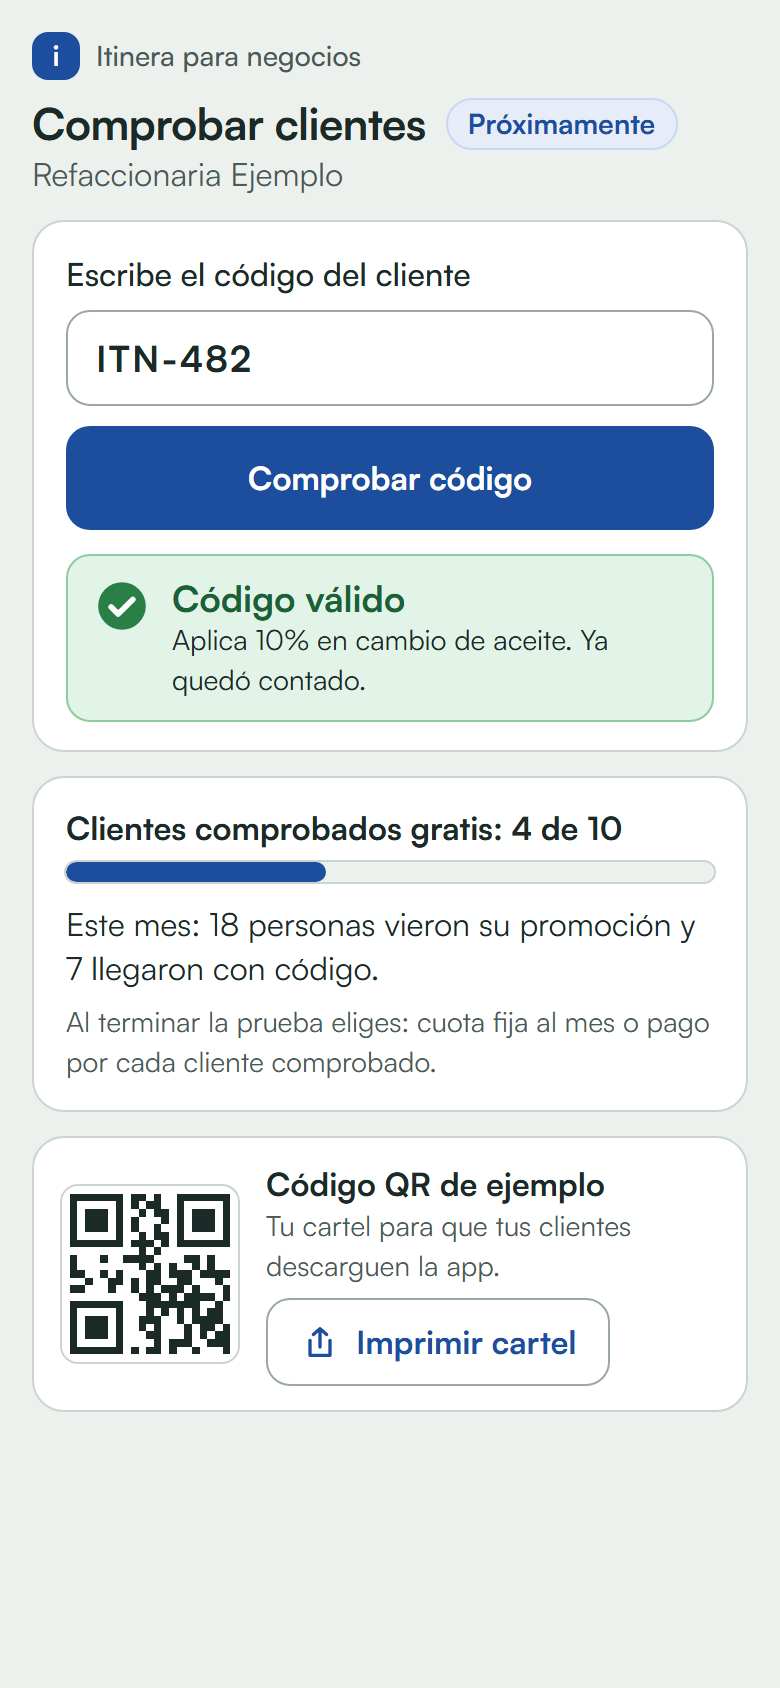 i Itinera para negocios
Comprobar clientes Próximamente
Refaccionaria Ejemplo
Escribe el código del cliente
ITN-482
Comprobar código
Código válido
Aplica 10% en cambio de aceite. Ya
quedó contado.
Clientes comprobados gratis: 4 de 10
Este mes: 18 personas vieron su promoción y
7 llegaron con código.
Al terminar la prueba eliges: cuota fija al mes o pago
por cada cliente comprobado.
Código QR de ejemplo
Tu cartel para que tus clientes
descarguen la app.
Imprimir cartel